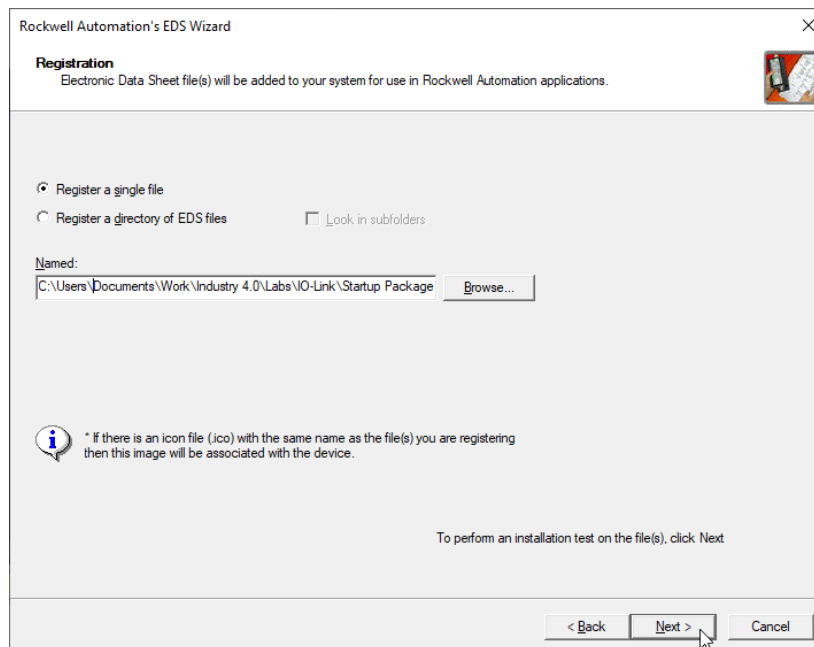 Rockwell Automation's EDS Wizard
Registration
Electronic Data Sheet file(s) will be added to your system for use in Rockwell Automation applications.
Register a single file
Register a directory of EDS files
Look in subfolders
Named:
C:\Users\Documents\Work\Industry 4.0\Labs\IO-Link\Startup Package
Browse...
* If there is an icon file (.ico) with the same name as the file(s) you are registering
then this image will be associated with the device.
To perform an installation test on the file(s), click Next
< Back
Next >
Cancel